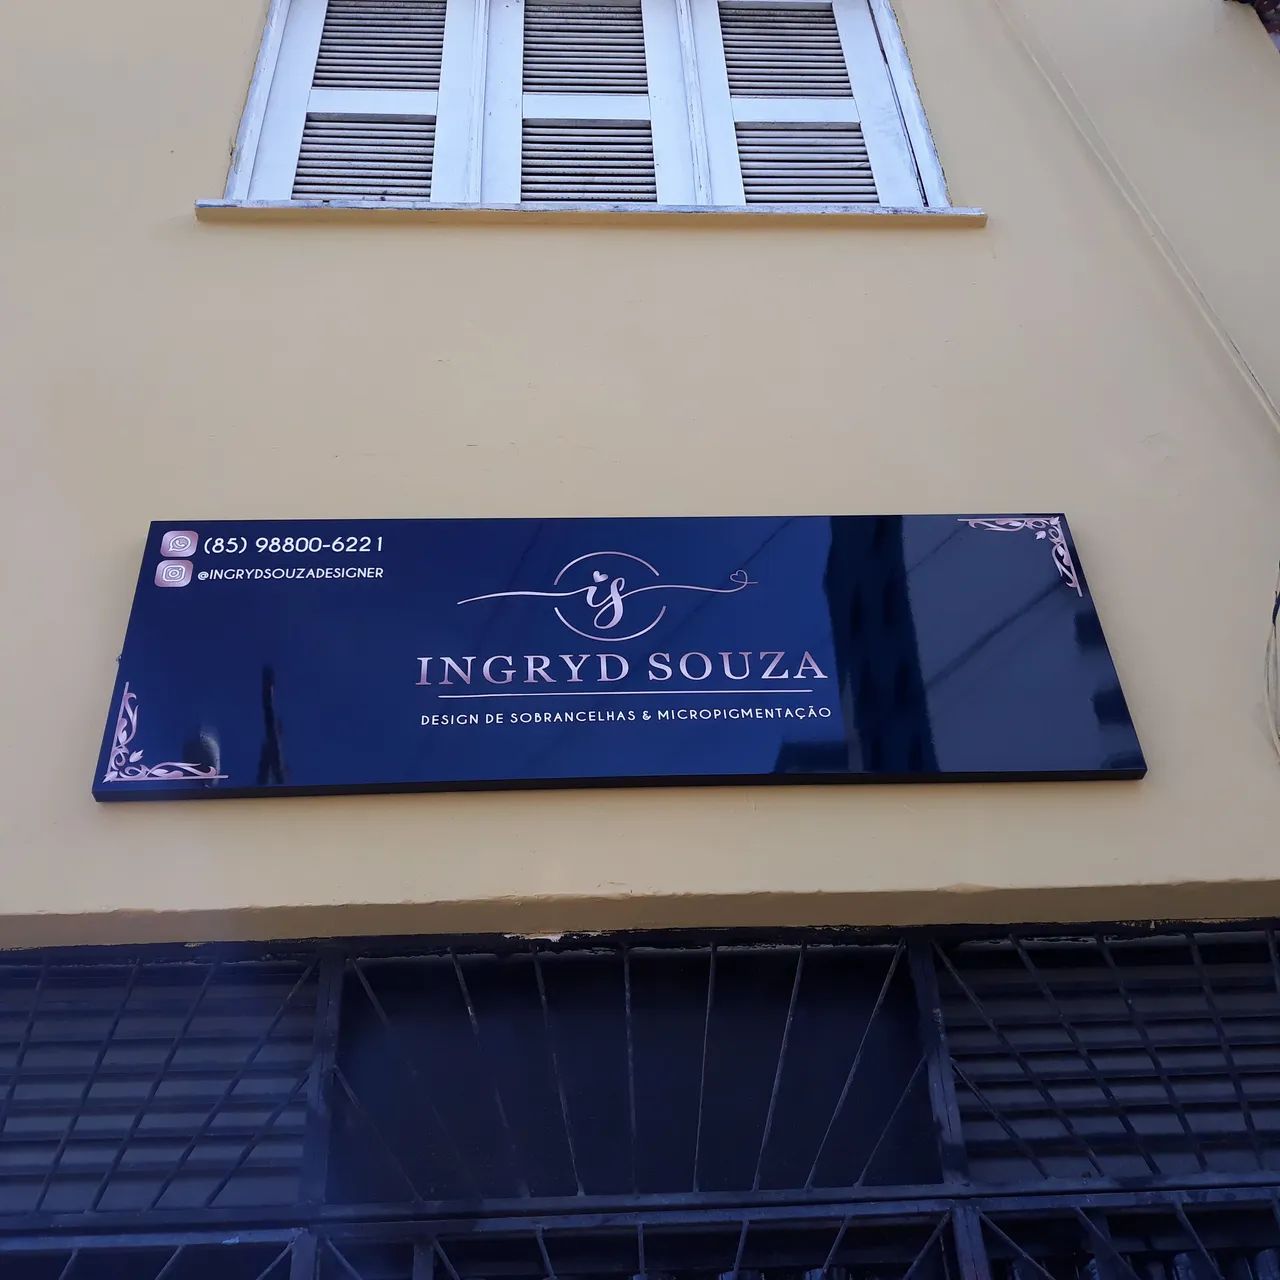 (85) 98800-6221
@INGRYDSOUZADESIGNER
is
INGRYD SOUZA
DESIGN DE SOBRANCELHAS & MICROPIGMENTAÇÃO